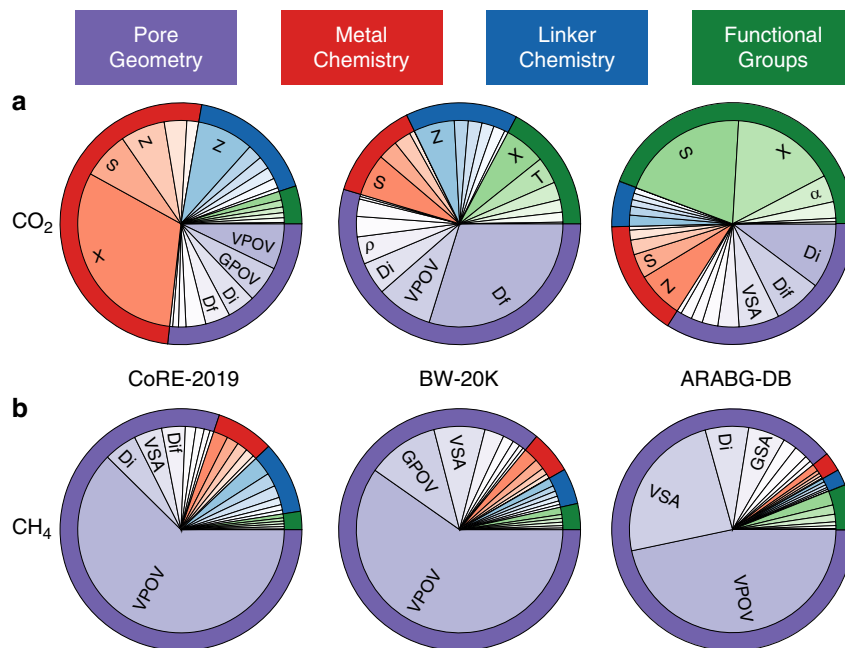 Pore
Geometry
Metal
Chemistry
Linker
Chemistry
Functional
Groups
a
CO2
X
S
Z
Z
VPOV
GPOV
Di
Df
S
Z
X
T
ρ
Di
VPOV
Df
S
X
α
Di
Dif
VSA
Z
S
CoRE-2019
BW-20K
ARABG-DB
b
CH4
Di
VSA
Dif
VPOV
GPOV
VSA
VPOV
VSA
Di
GSA
VPOV